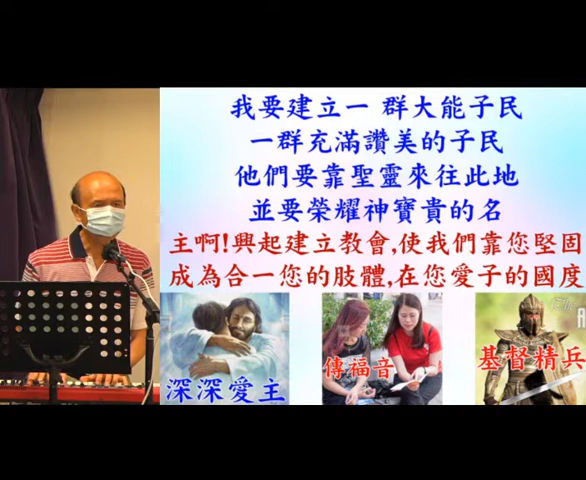 我要建立一 群大能子民
一群充滿讚美的子民
他們要靠聖靈來往此地
並要榮耀神寶貴的名
主啊!興起建立教會,使我們靠您堅固
成為合一您的肢體,在您愛子的國度
深深愛主
傳福音
基督精兵